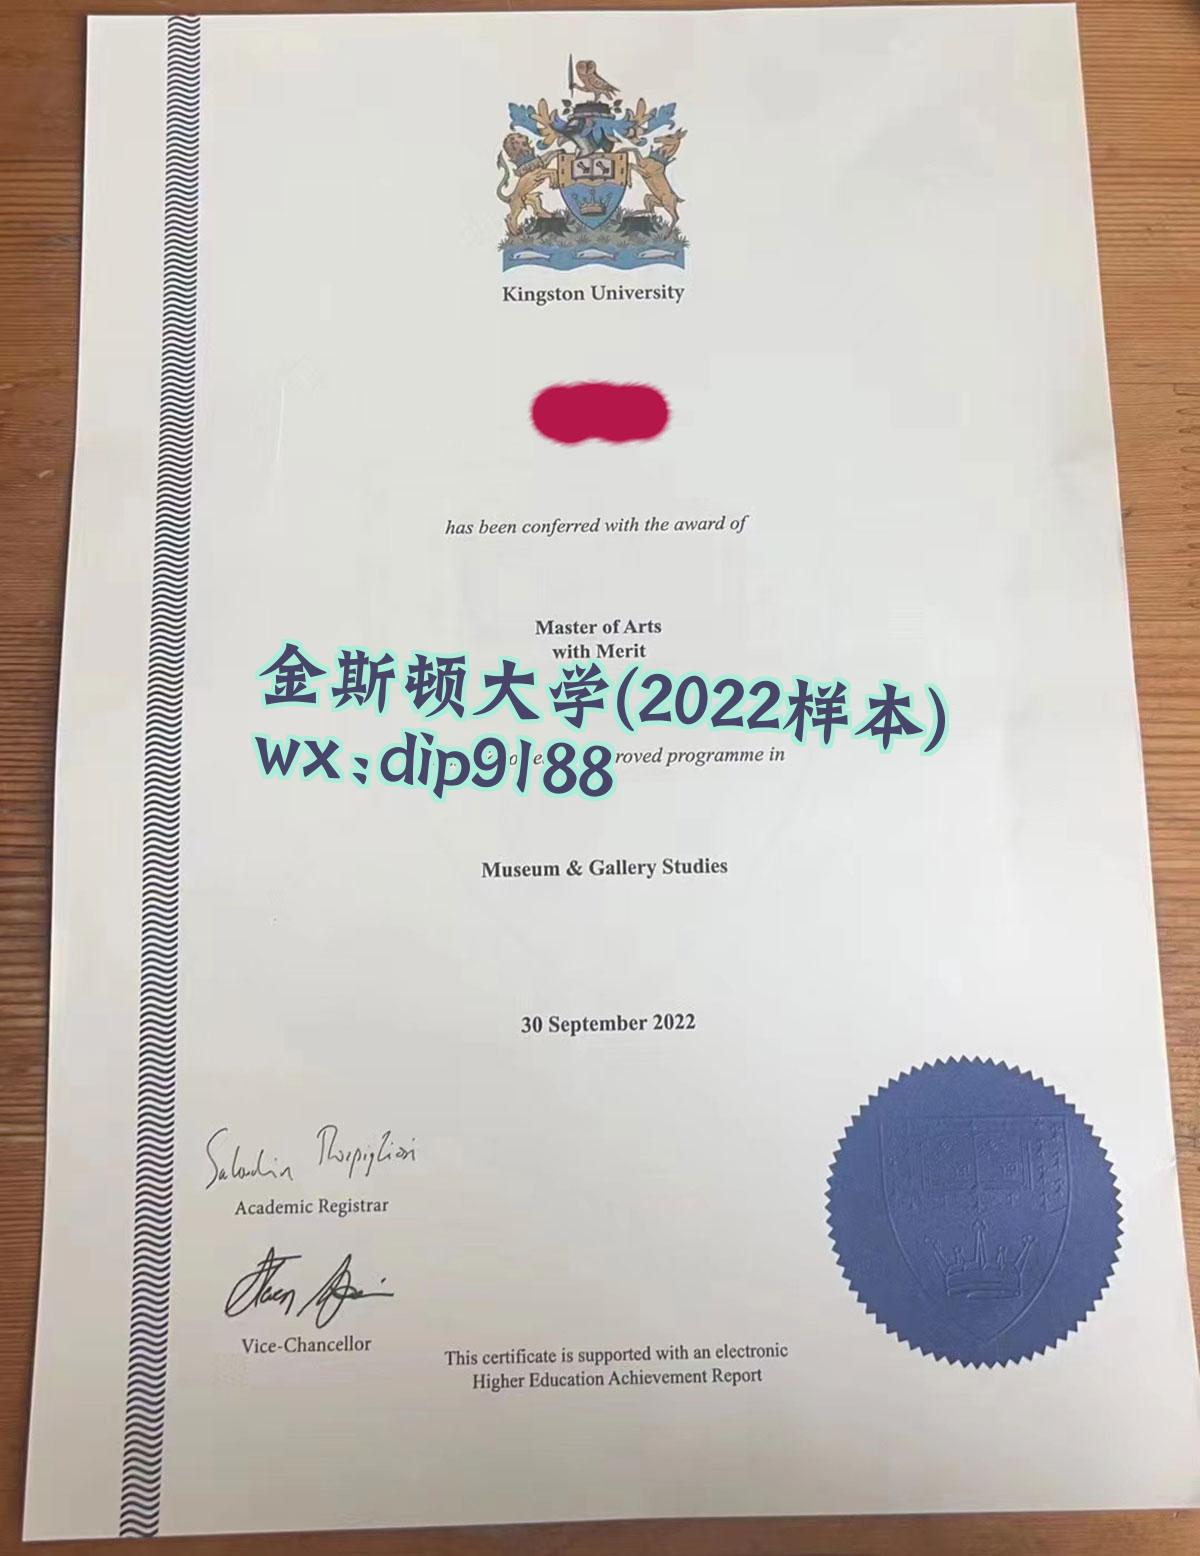 Kingston University
has been conferred with the award of
Master of Arts
with Merit
金斯顿大学(2022样本)
wx:dip9188
roved programme in
Museum & Gallery Studies
30 September 2022
Academic Registrar
Vice-Chancellor
This certificate is supported with an electronic
Higher Education Achievement Report